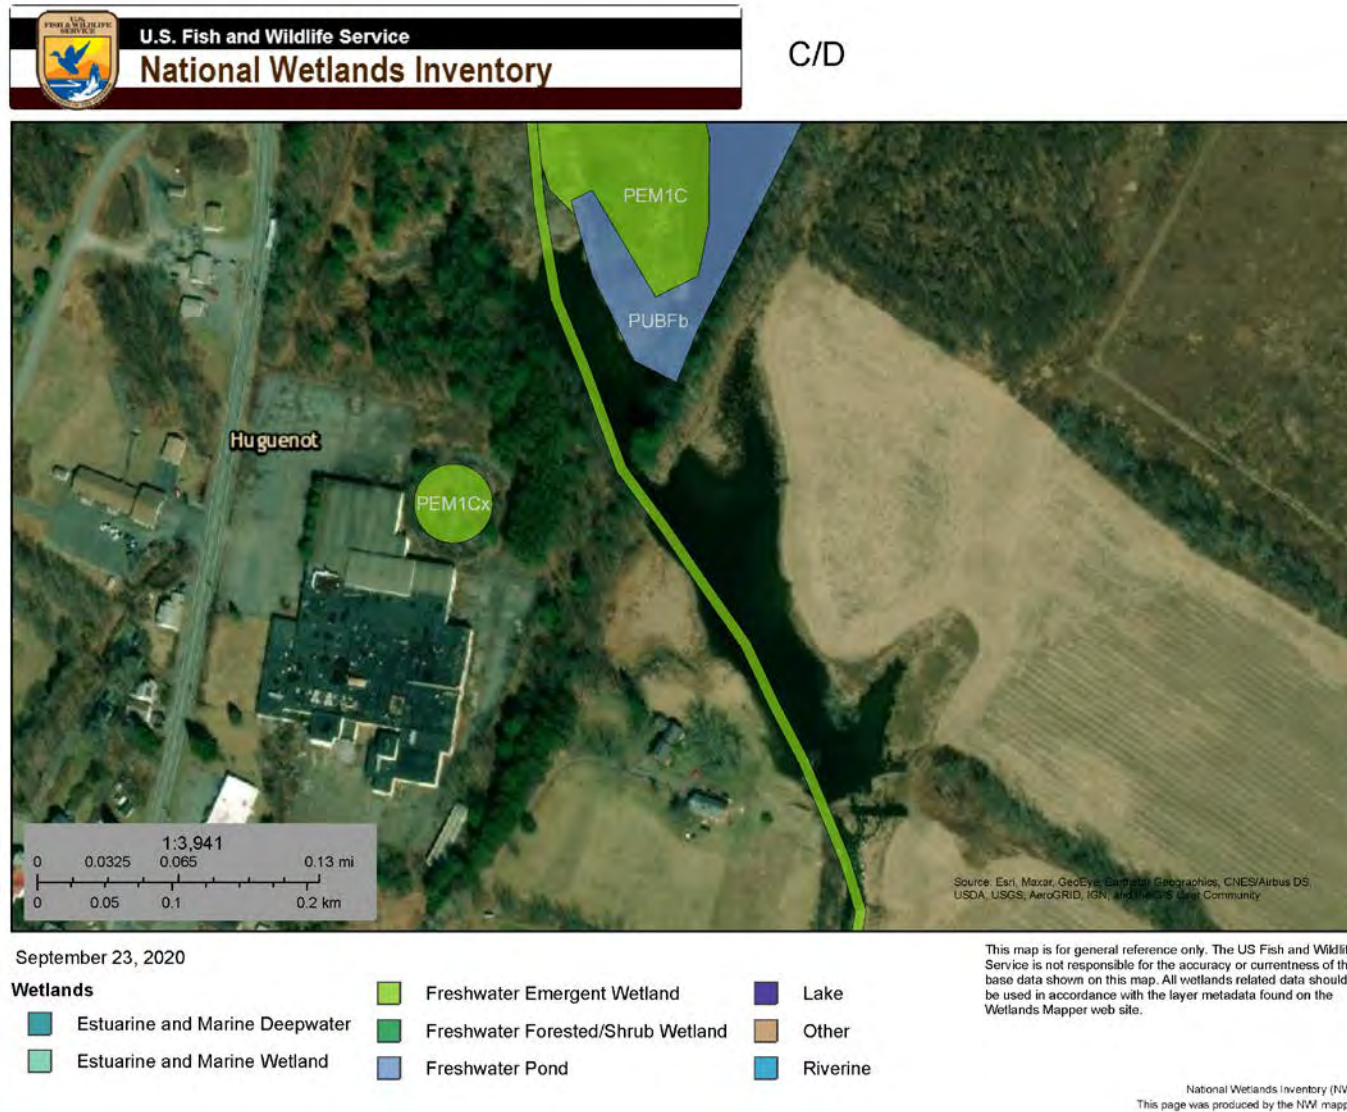 U.S.
FISH & WILDLIFE
SERVICE
U.S. Fish and Wildlife Service
National Wetlands Inventory
C/D
PEM1C
PUBFb
Huguenot
PEM1Cx
1:3,941
0 0.0325 0.065 0.13 mi
0 0.05 0.1 0.2 km
Source: Esri, Maxar, GeoEye, Earthstar Geographics, CNES/Airbus DS,
USDA, USGS, AeroGRID, IGN, and the GIS User Community
September 23, 2020
This map is for general reference only. The US Fish and Wildlif
Service is not responsible for the accuracy or currentness of th
base data shown on this map. All wetlands related data should
be used in accordance with the layer metadata found on the
Wetlands Mapper web site.
Wetlands
Estuarine and Marine Deepwater
Estuarine and Marine Wetland
Freshwater Emergent Wetland
Freshwater Forested/Shrub Wetland
Freshwater Pond
Lake
Other
Riverine
National Wetlands Inventory (NW
This page was produced by the NWI mapp